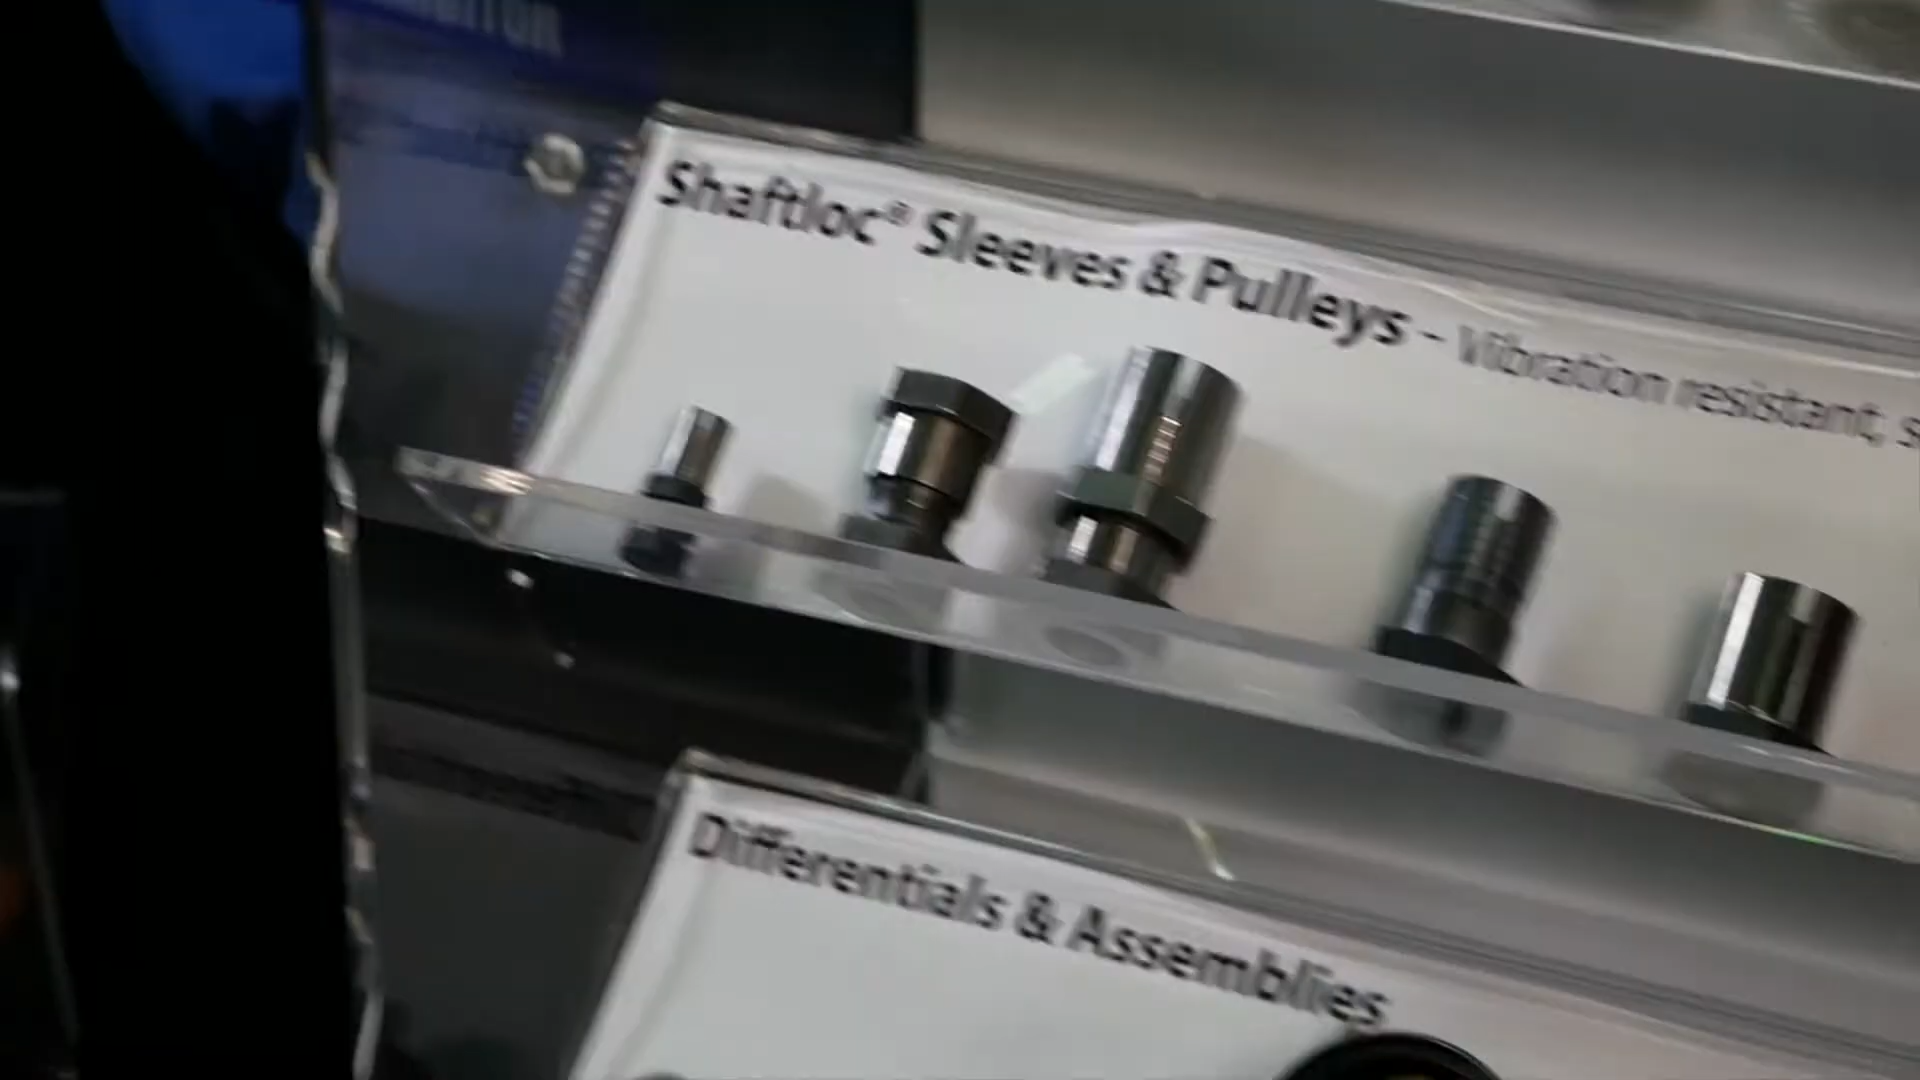 Shaftloc® Sleeves & Pulleys - Vibration resistant,
Differentials & Assemblies